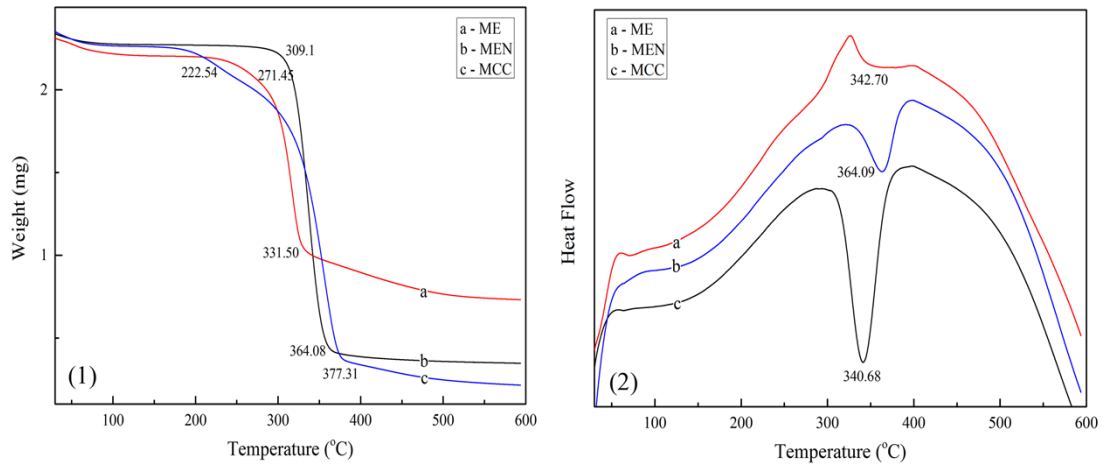 a - ME
b - MEN
c - MCC
309.1
222.54
271.45
2
Weight (mg)
1
331.50
a
364.08
b
377.31
c
(1)
100
200
300
400
500
600
Temperature (°C)
a - ME
b - MEN
c - MCC
342.70
364.09
Heat Flow
a
b
c
340.68
(2)
100
200
300
400
500
600
Temperature (°C)